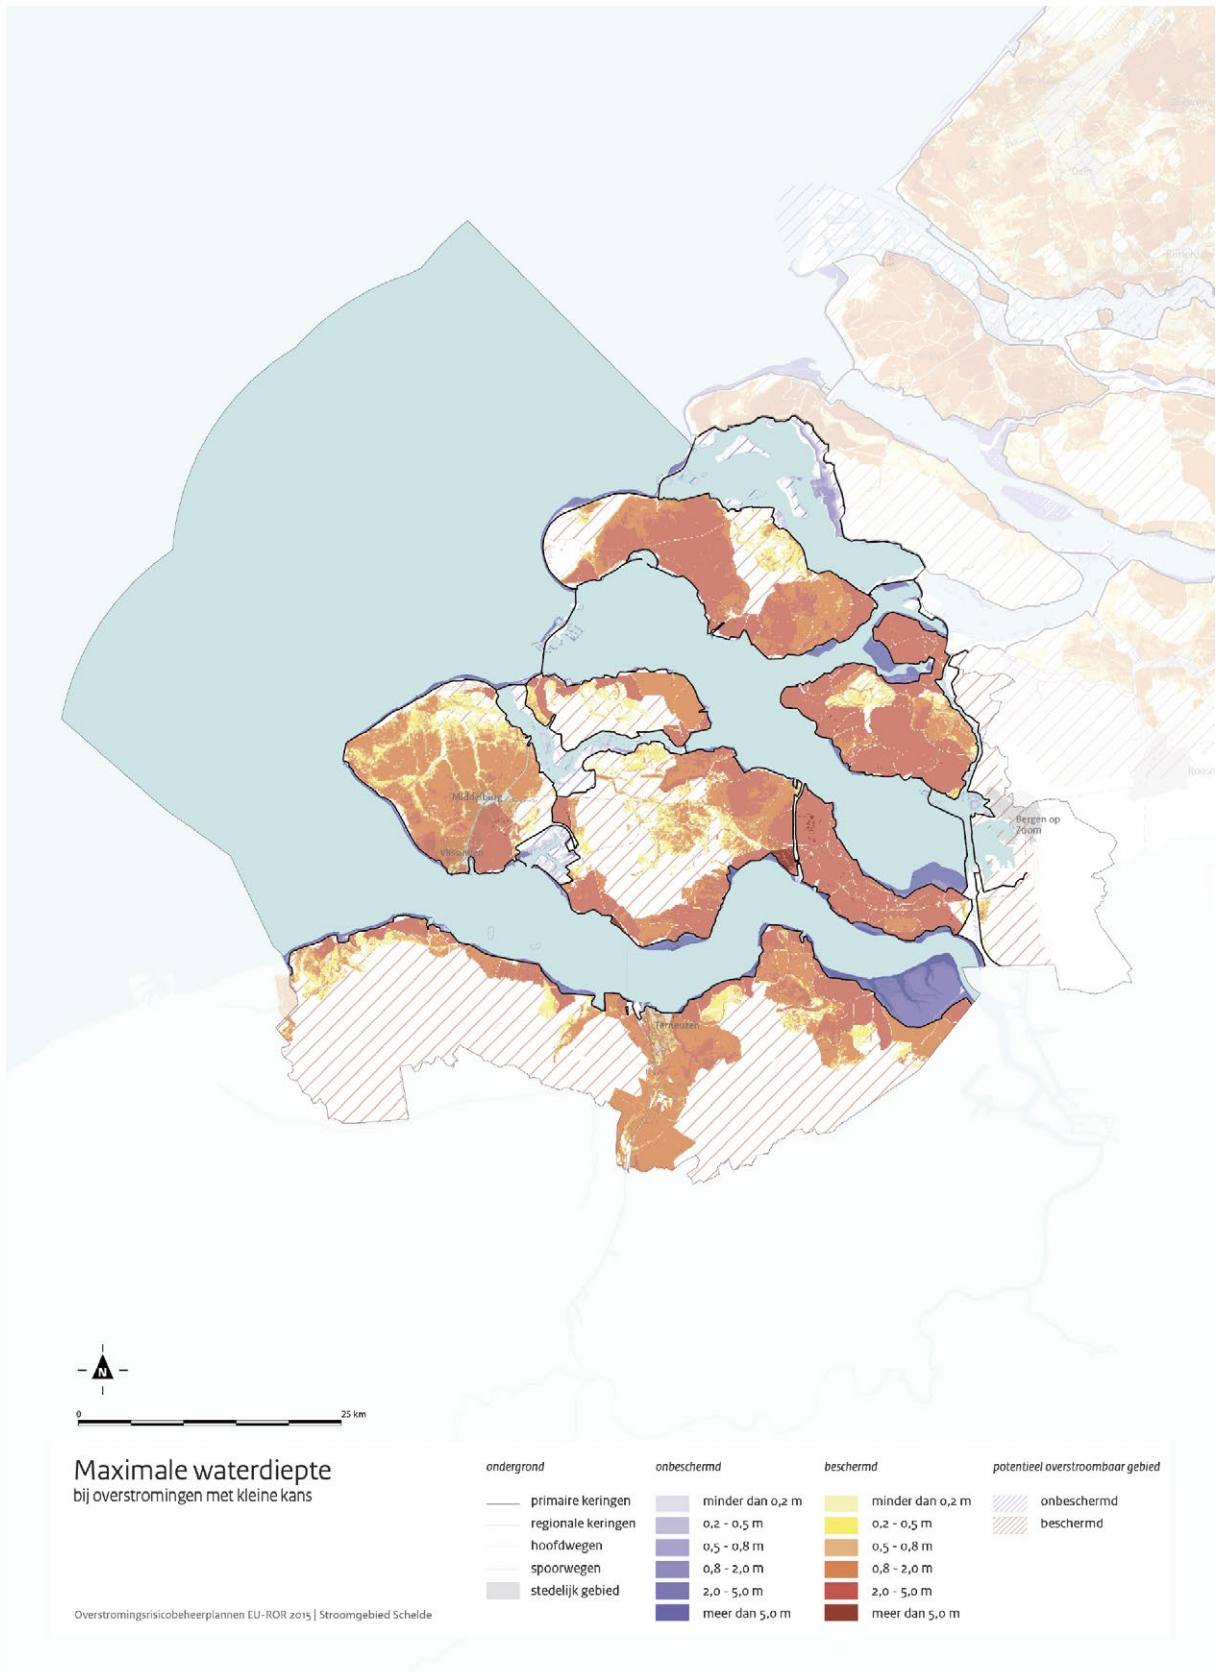 Delft
Middelburg
Vlissingen
Bergen op
Zoom
Terneuzen
N
0
25 km
Maximale waterdiepte
bij overstromingen met kleine kans
Overstromingsrisicobeheerplannen EU-ROR 2015 | Stroomgebied Schelde
ondergrond
primaire keringen
regionale keringen
hoofdwegen
spoorwegen
stedelijk gebied
onbeschermd
minder dan 0,2 m
0,2 - 0,5 m
0,5 - 0,8 m
0,8 - 2,0 m
2,0 - 5,0 m
meer dan 5,0 m
beschermd
minder dan 0,2 m
0,2 - 0,5 m
0,5 - 0,8 m
0,8 - 2,0 m
2,0 - 5,0 m
meer dan 5,0 m
potentieel overstroombaar gebied
onbeschermd
beschermd